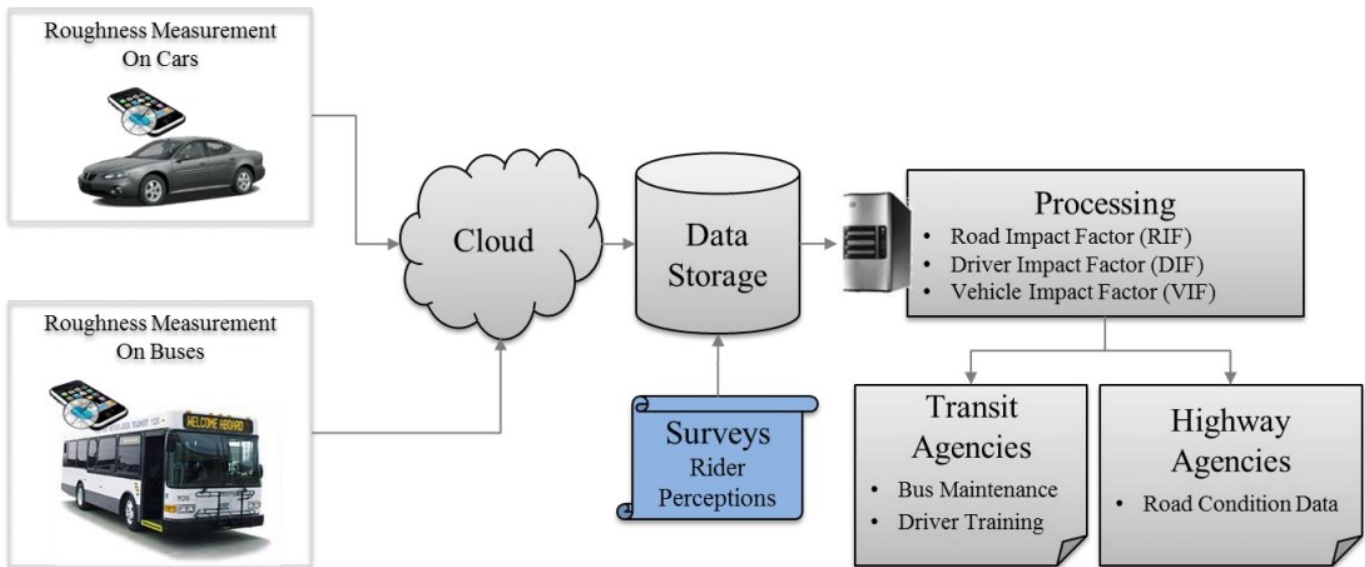 Roughness Measurement
On Cars
Roughness Measurement
On Buses
WELCOME ABOARD
Cloud
Data
Storage
Surveys
Rider
Perceptions
Processing
• Road Impact Factor (RIF)
• Driver Impact Factor (DIF)
• Vehicle Impact Factor (VIF)
Transit
Agencies
• Bus Maintenance
• Driver Training
Highway
Agencies
• Road Condition Data